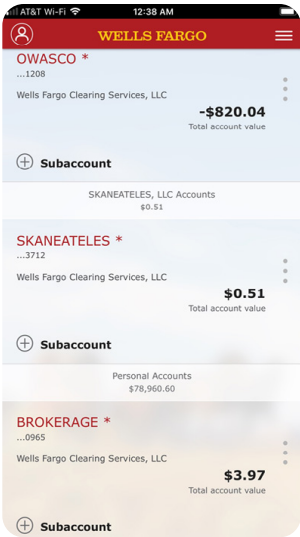 AT&T Wi-Fi 12:38 AM
WELLS FARGO
OWASCO *
...1208
Wells Fargo Clearing Services, LLC
-$820.04
Total account value
Subaccount
SKANEATELES, LLC Accounts
$0.51
SKANEATELES *
...3712
Wells Fargo Clearing Services, LLC
$0.51
Total account value
Subaccount
Personal Accounts
$78,960.60
BROKERAGE *
...0965
Wells Fargo Clearing Services, LLC
$3.97
Total account value
Subaccount